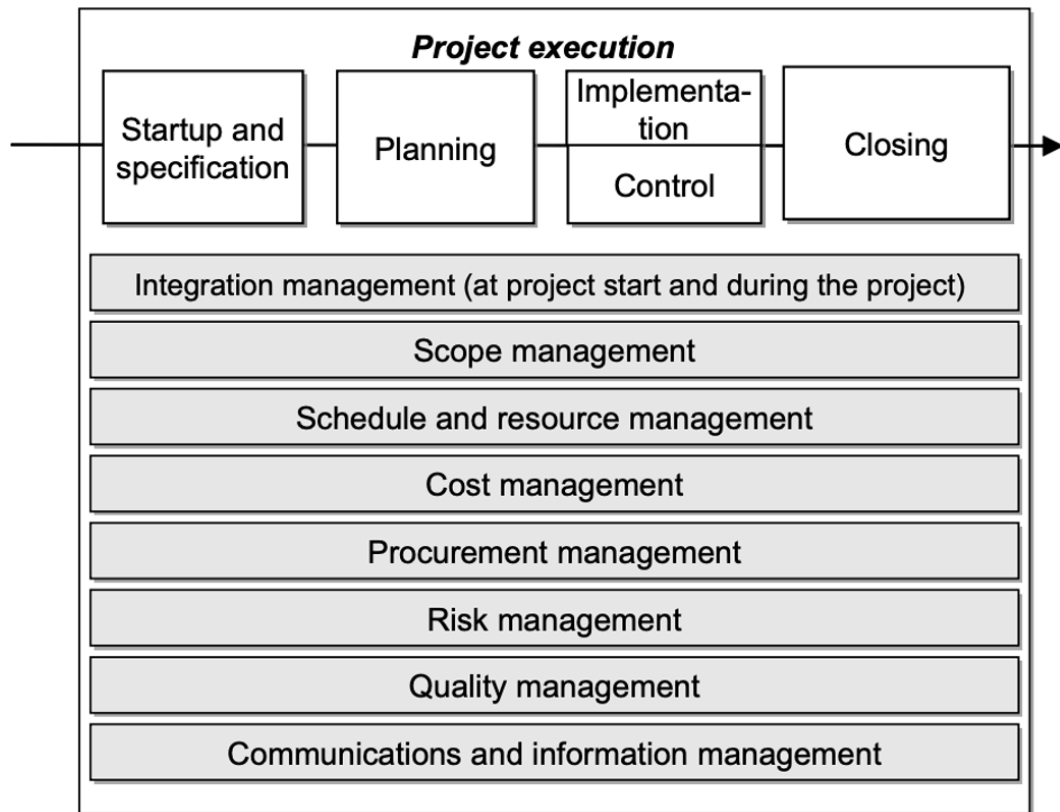 Project execution
Startup and
specification
Planning
Implementa-
tion
Control
Closing
Integration management (at project start and during the project)
Scope management
Schedule and resource management
Cost management
Procurement management
Risk management
Quality management
Communications and information management